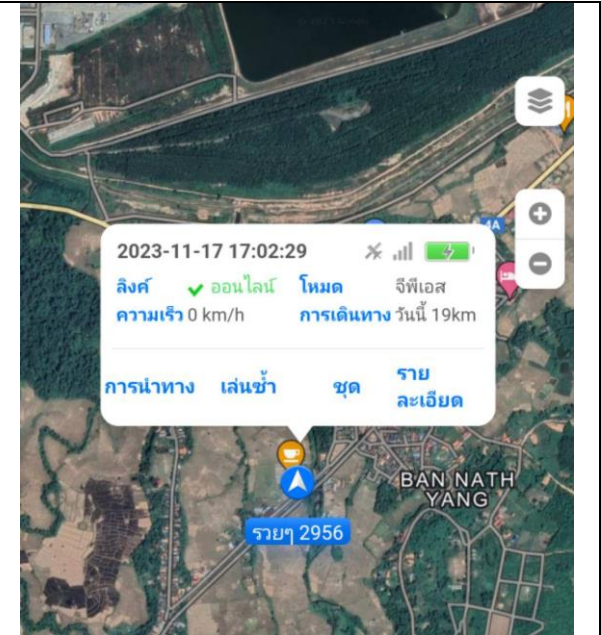 4A
2023-11-17 17:02:29
ลิงค์ ออนไลน์ โหมด จีพีเอส
ความเร็ว 0 km/h การเดินทาง วันนี้ 19km
การนำทาง เล่นซ้ำ ชุด ราย
ละเอียด
BAN NATH
YANG
รวยๆ 2956